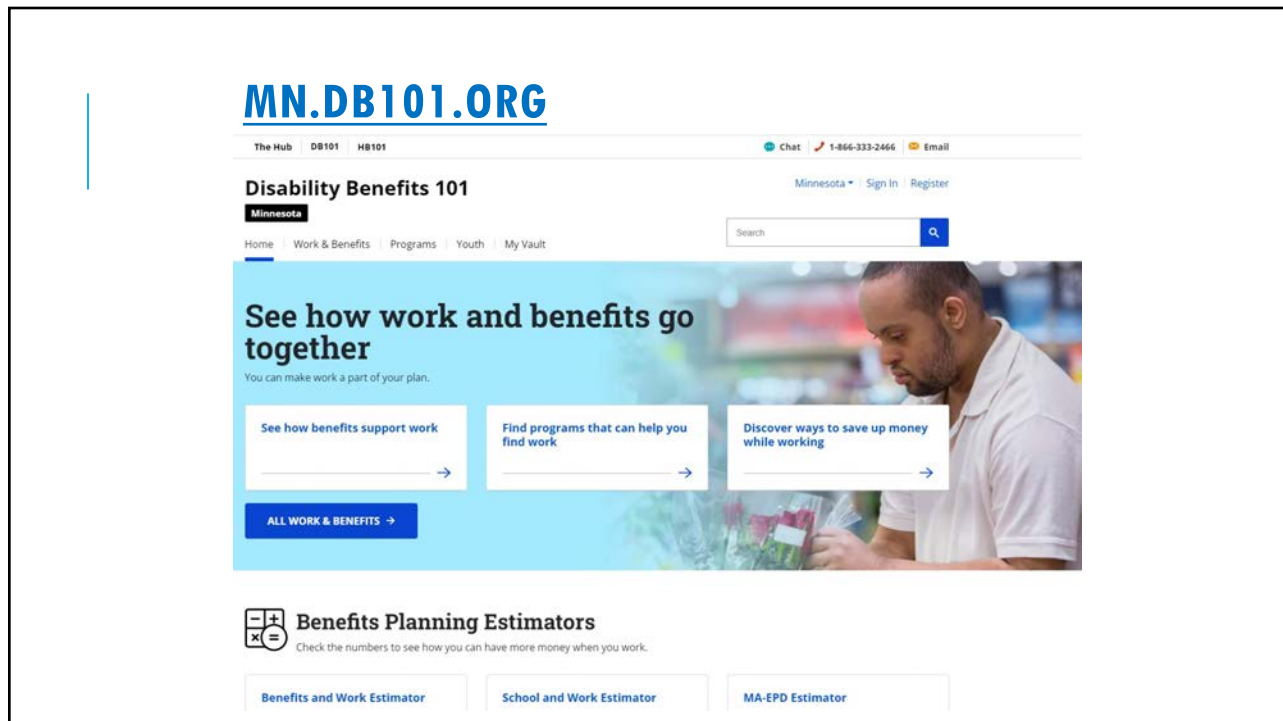 MN.DB101.ORG
The Hub DB101 HB101 Chat 1-866-333-2466 Email
Disability Benefits 101 Minnesota Sign In Register
Minnesota
Search
Home Work & Benefits Programs Youth My Vault
See how work and benefits go
together
You can make work a part of your plan.
See how benefits support work
Find programs that can help you
find work
Discover ways to save up money
while working
ALL WORK & BENEFITS
Benefits Planning Estimators
Check the numbers to see how you can have more money when you work.
Benefits and Work Estimator School and Work Estimator MA-EPD Estimator